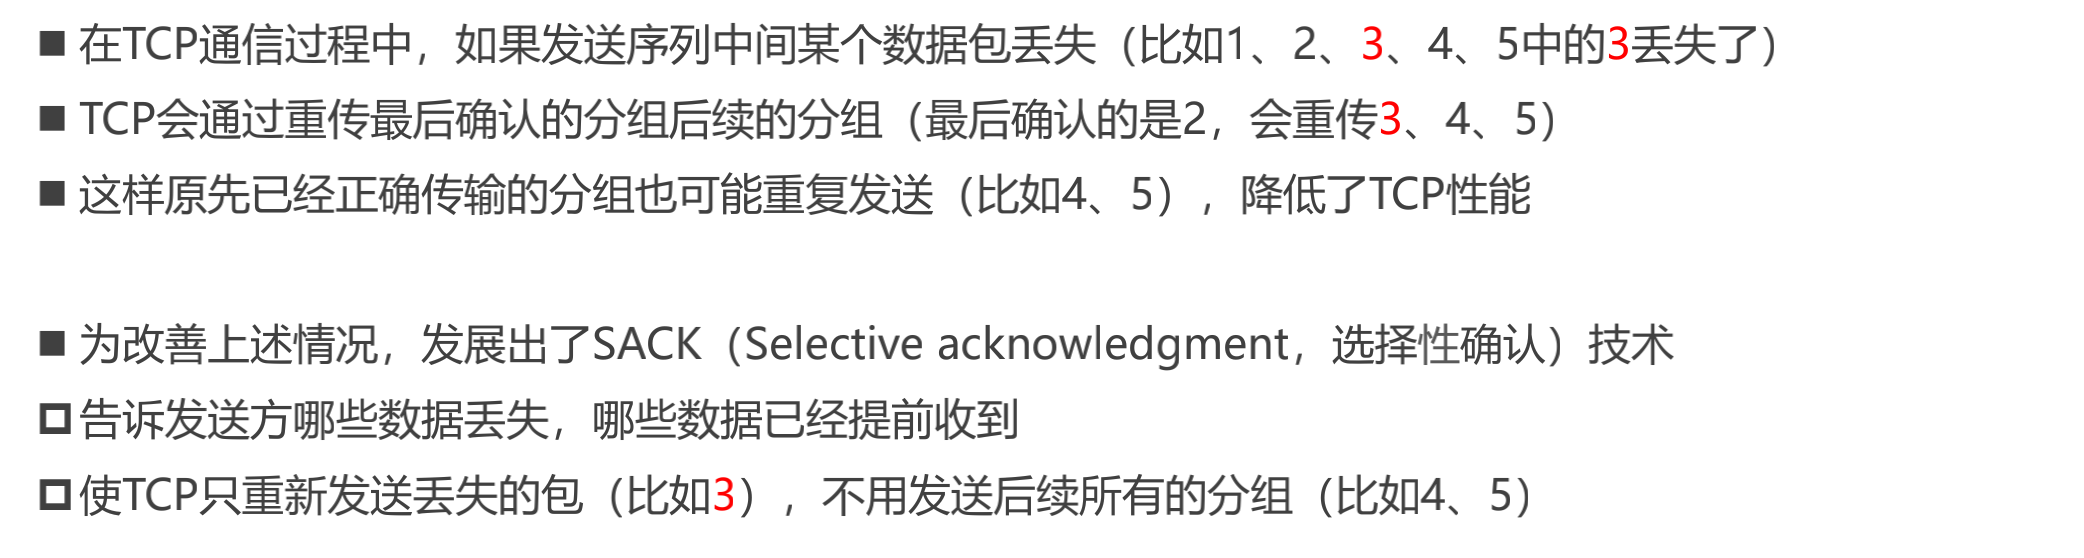 ■ 在TCP通信过程中，如果发送序列中间某个数据包丢失（比如1、2、3、4、5中的3丢失了）
■ TCP会通过重传最后确认的分组后续的分组（最后确认的是2，会重传3、4、5）
■ 这样原先已经正确传输的分组也可能重复发送（比如4、5），降低了TCP性能
■ 为改善上述情况，发展出了SACK（Selective acknowledgment，选择性确认）技术
告诉发送方哪些数据丢失，哪些数据已经提前收到
使TCP只重新发送丢失的包（比如3），不用发送后续所有的分组（比如4、5）